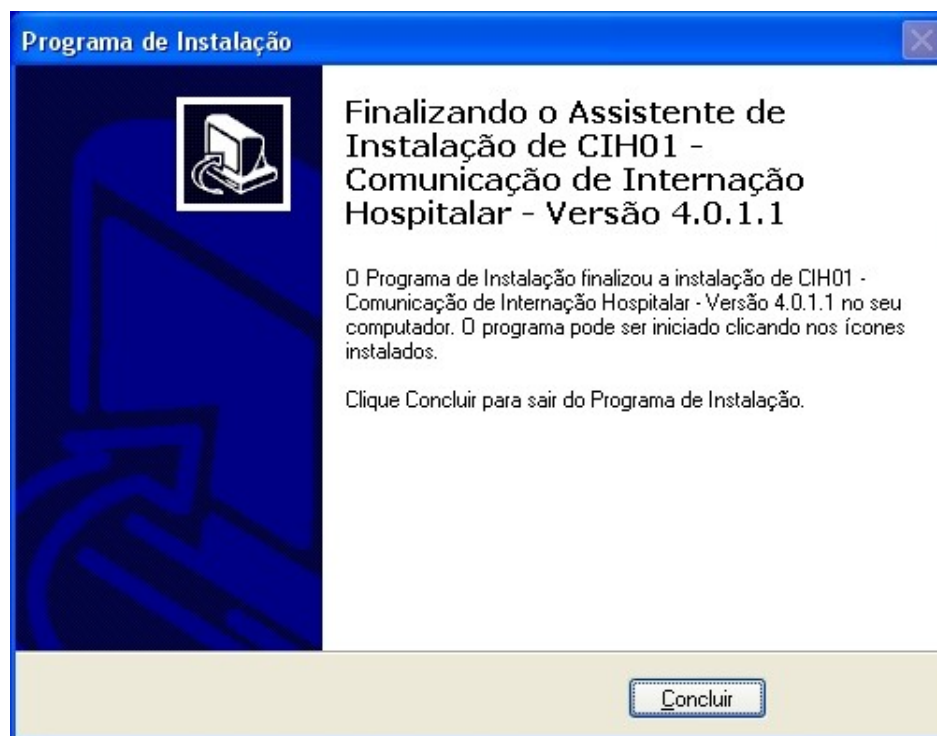 Programa de Instalação
Finalizando o Assistente de
Instalação de CIH01 -
Comunicação de Internação
Hospitalar - Versão 4.0.1.1
O Programa de Instalação finalizou a instalação de CIH01 -
Comunicação de Internação Hospitalar - Versão 4.0.1.1 no seu
computador. O programa pode ser iniciado clicando nos ícones
instalados.
Clique Concluir para sair do Programa de Instalação.
Concluir